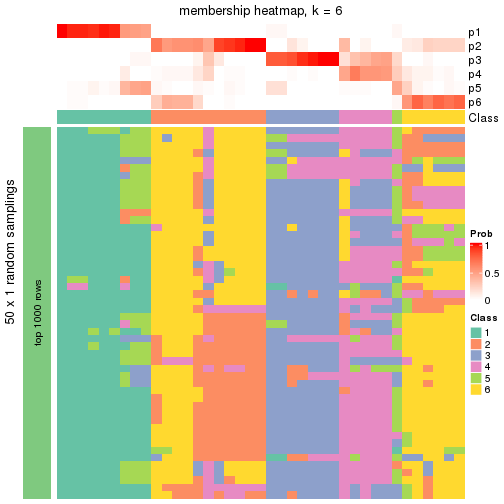 membership heatmap, k = 6
p1
p2
p3
p4
p5
p6
Class
50 x 1 random samplings
top 1000 rows
Prob
1
0.5
0
Class
1
2
3
4
5
6